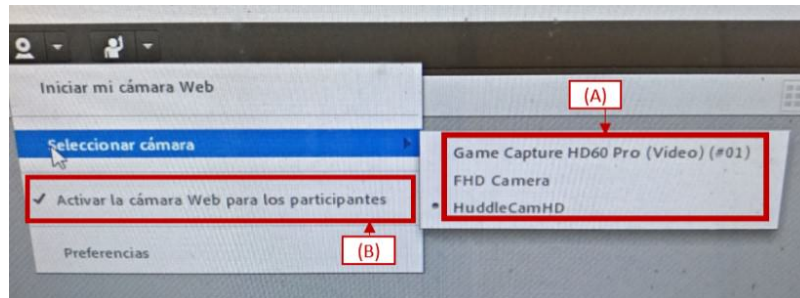 Iniciar mi cámara Web
(A)
Seleccionar cámara
Game Capture HD60 Pro (Video) (#01)
FHD Camera
Activar la cámara Web para los participantes
HuddleCamHD
Preferencias
(B)